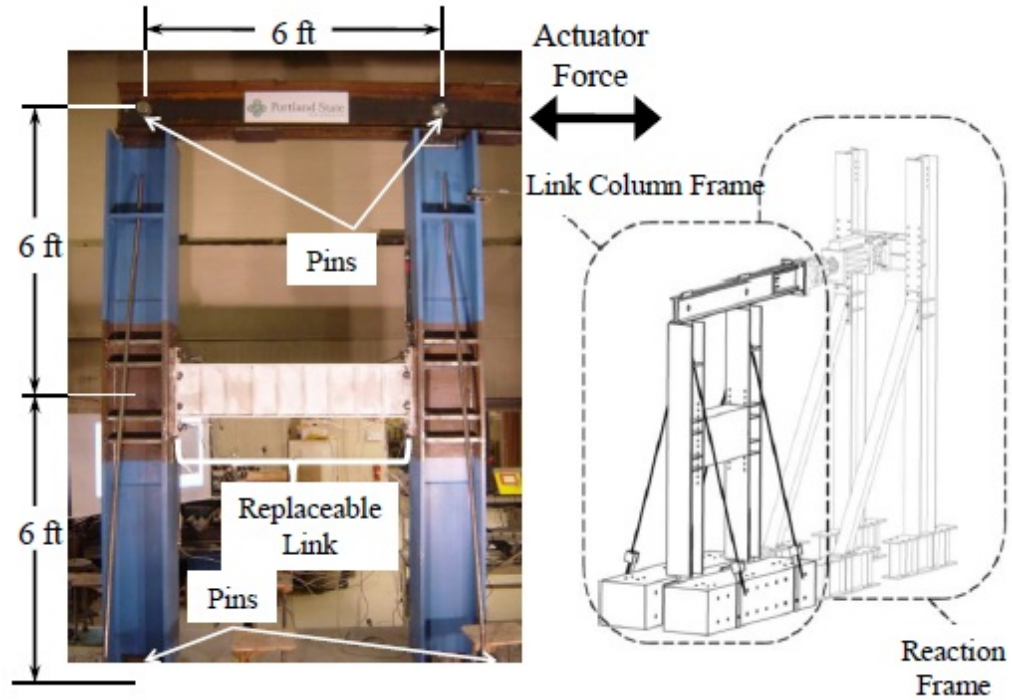 6 ft
Actuator
Force
Portland State
Link Column Frame
6 ft
Pins
Replaceable
Link
6 ft
Pins
Reaction
Frame